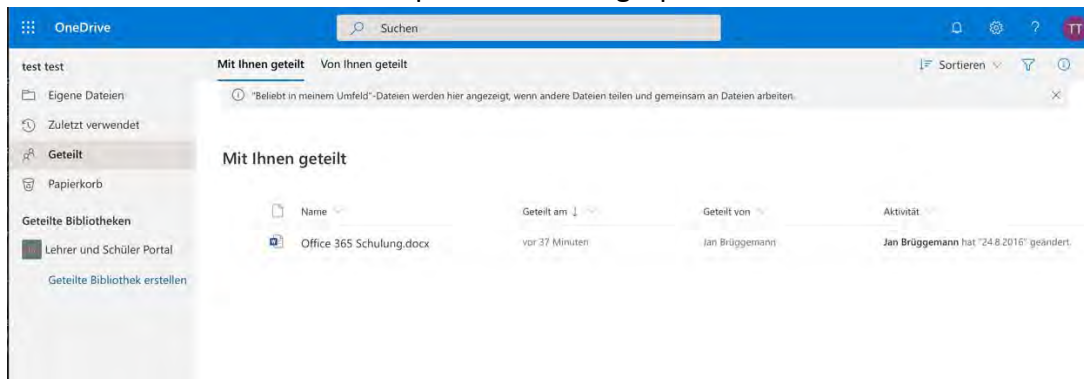 OneDrive
Suchen
?
TT
test test
Eigene Dateien
Zuletzt verwendet
Geteilt
Papierkorb
Geteilte Bibliotheken
Lehrer und Schüler Portal
Geteilte Bibliothek erstellen
Mit Ihnen geteilt Von Ihnen geteilt
Sortieren
"Beliebt in meinem Umfeld"-Dateien werden hier angezeigt, wenn andere Dateien teilen und gemeinsam an Dateien arbeiten.
Mit Ihnen geteilt
Name Geteilt am ↓ Geteilt von Aktivität
Office 365 Schulung.docx vor 37 Minuten Jan Brüggemann Jan Brüggemann hat "24.8.2016" geändert.